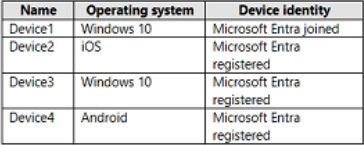 Name Operating system Device identity
Device1 Windows 10 Microsoft Entra joined
Device2 iOS Microsoft Entra
registered
Device3 Windows 10 Microsoft Entra
registered
Device4 Android Microsoft Entra
registered